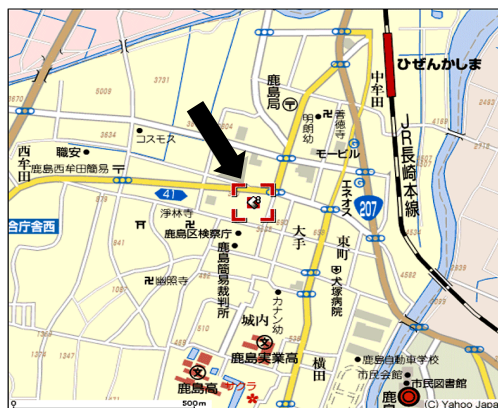 ひぜんかしま
中牟田
JR長崎本線
鹿島局
明朗幼
善徳寺
モービル
コスモス
職安
鹿島西牟田簡易
西牟田
41
浄林寺
合庁舎西
鹿島区検察庁
鹿島簡易裁判所
幽照寺
大手
エネオス
207
東町
犬塚病院
カナン幼
城内
鹿島実業高
鹿島高
サクラ
横田
鹿島自動車学校
市民会館
市民図書館
鹿島
500m
(C) Yahoo Japa